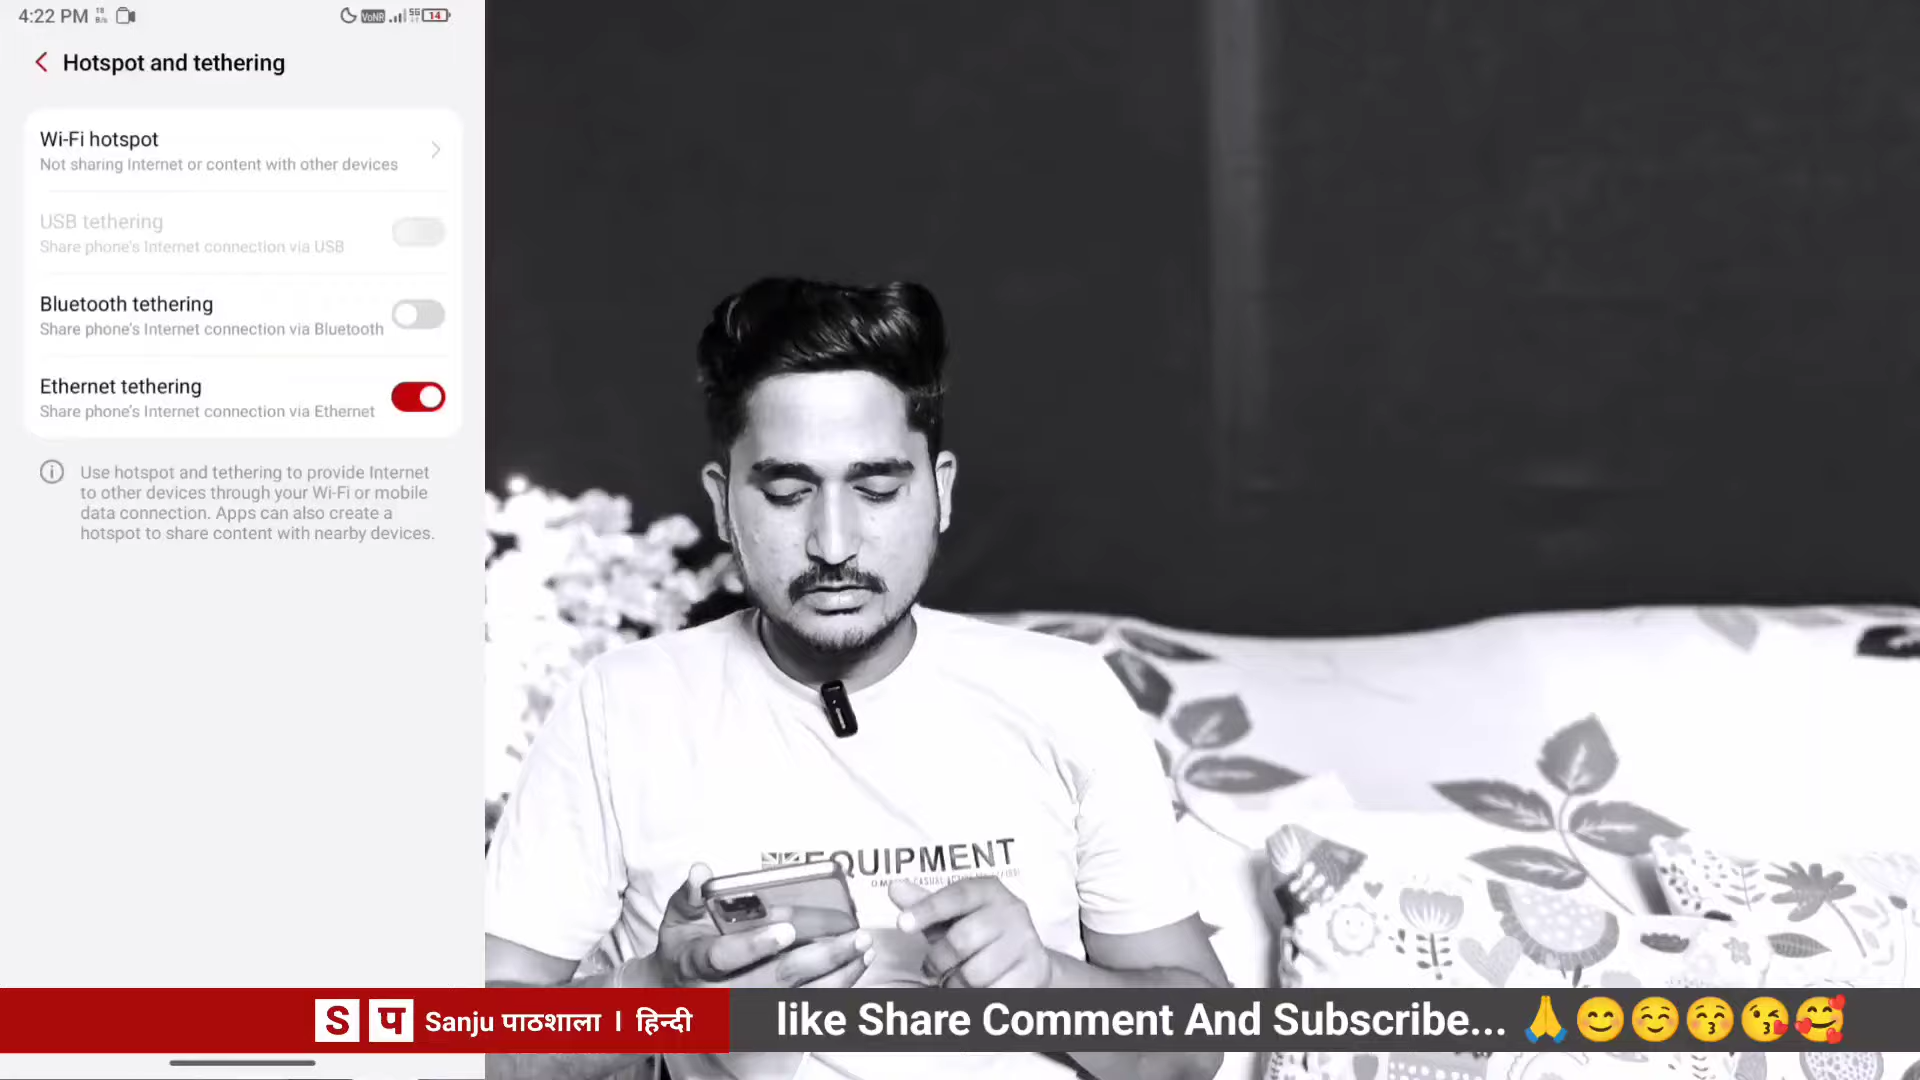 4:22 PM
VoNR
5G
14
Hotspot and tethering
Wi-Fi hotspot
Not sharing Internet or content with other devices
USB tethering
Share phone's Internet connection via USB
Bluetooth tethering
Share phone's Internet connection via Bluetooth
Ethernet tethering
Share phone's Internet connection via Ethernet
Use hotspot and tethering to provide Internet
to other devices through your Wi-Fi or mobile
data connection. Apps can also create a
hotspot to share content with nearby devices.
EQUIPMENT
S प Sanju पाठशाला । हिन्दी
like Share Comment And Subscribe... 🙏😊☺️😚😘🥰